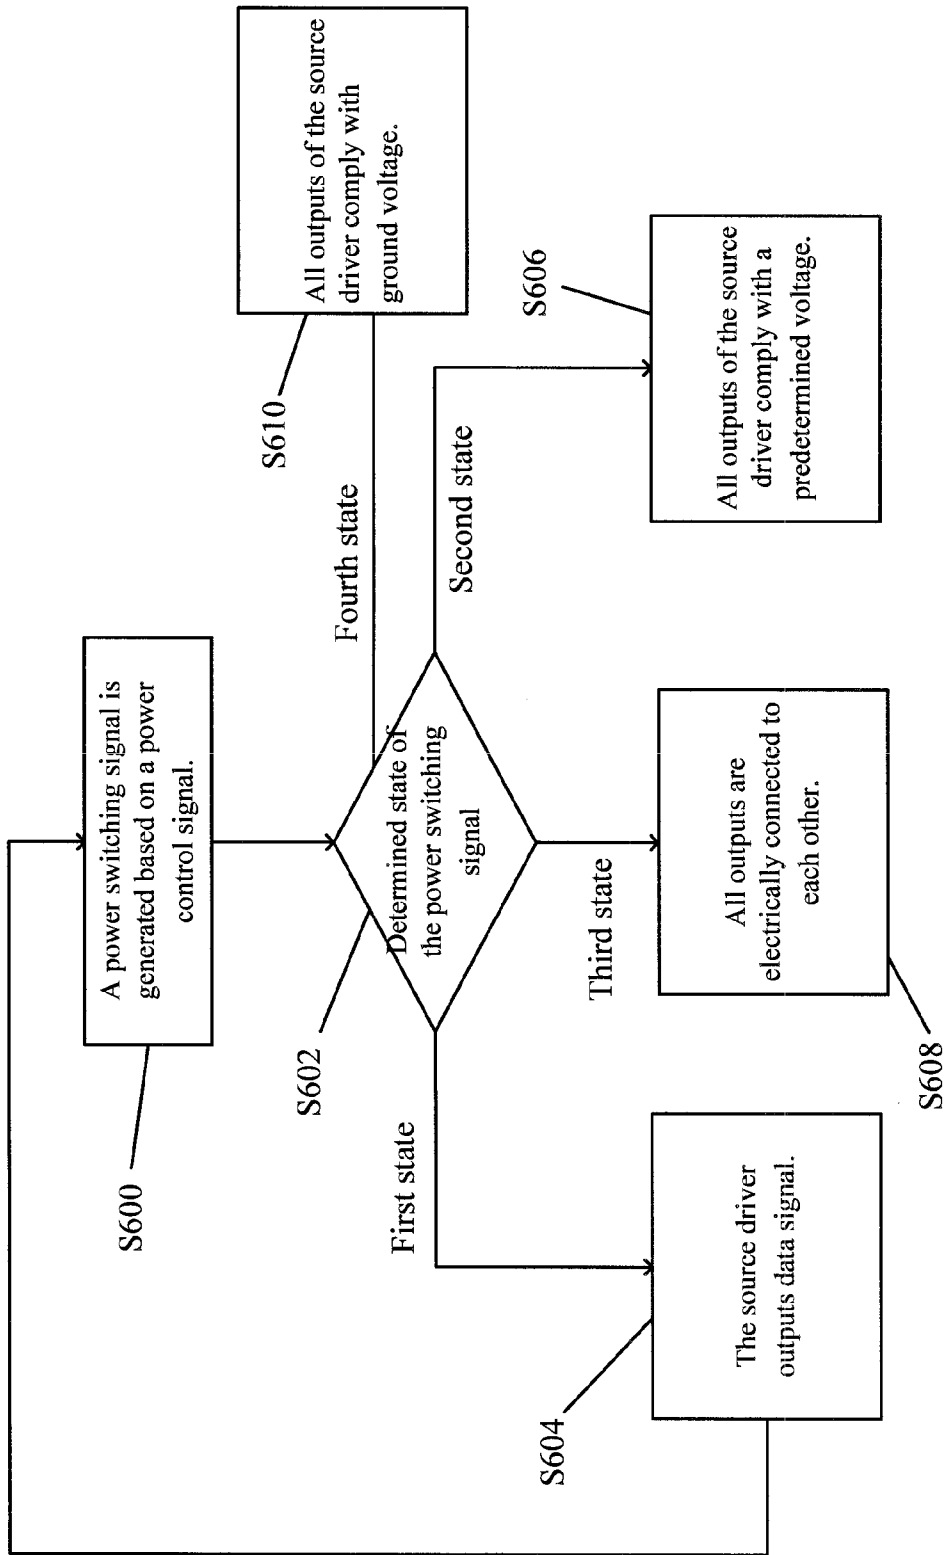 A power switching signal is
generated based on a power
control signal.
S600
Determined state of
the power switching
signal
S602
First state
The source driver
outputs data signal.
S604
Third state
All outputs are
electrically connected to
each other.
S608
Second state
All outputs of the source
driver comply with a
predetermined voltage.
S606
Fourth state
All outputs of the source
driver comply with
ground voltage.
S610